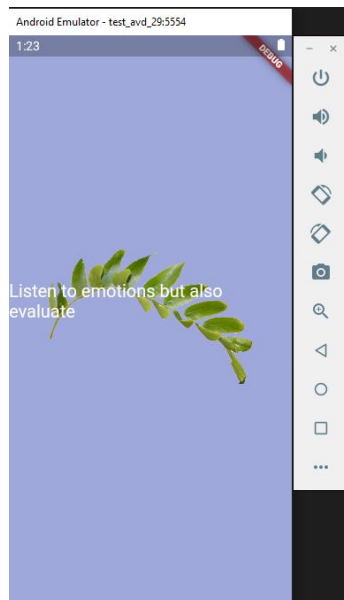 Android Emulator - test_avd_29:5554
1:23
DEBUG
Listen to emotions but also
evaluate